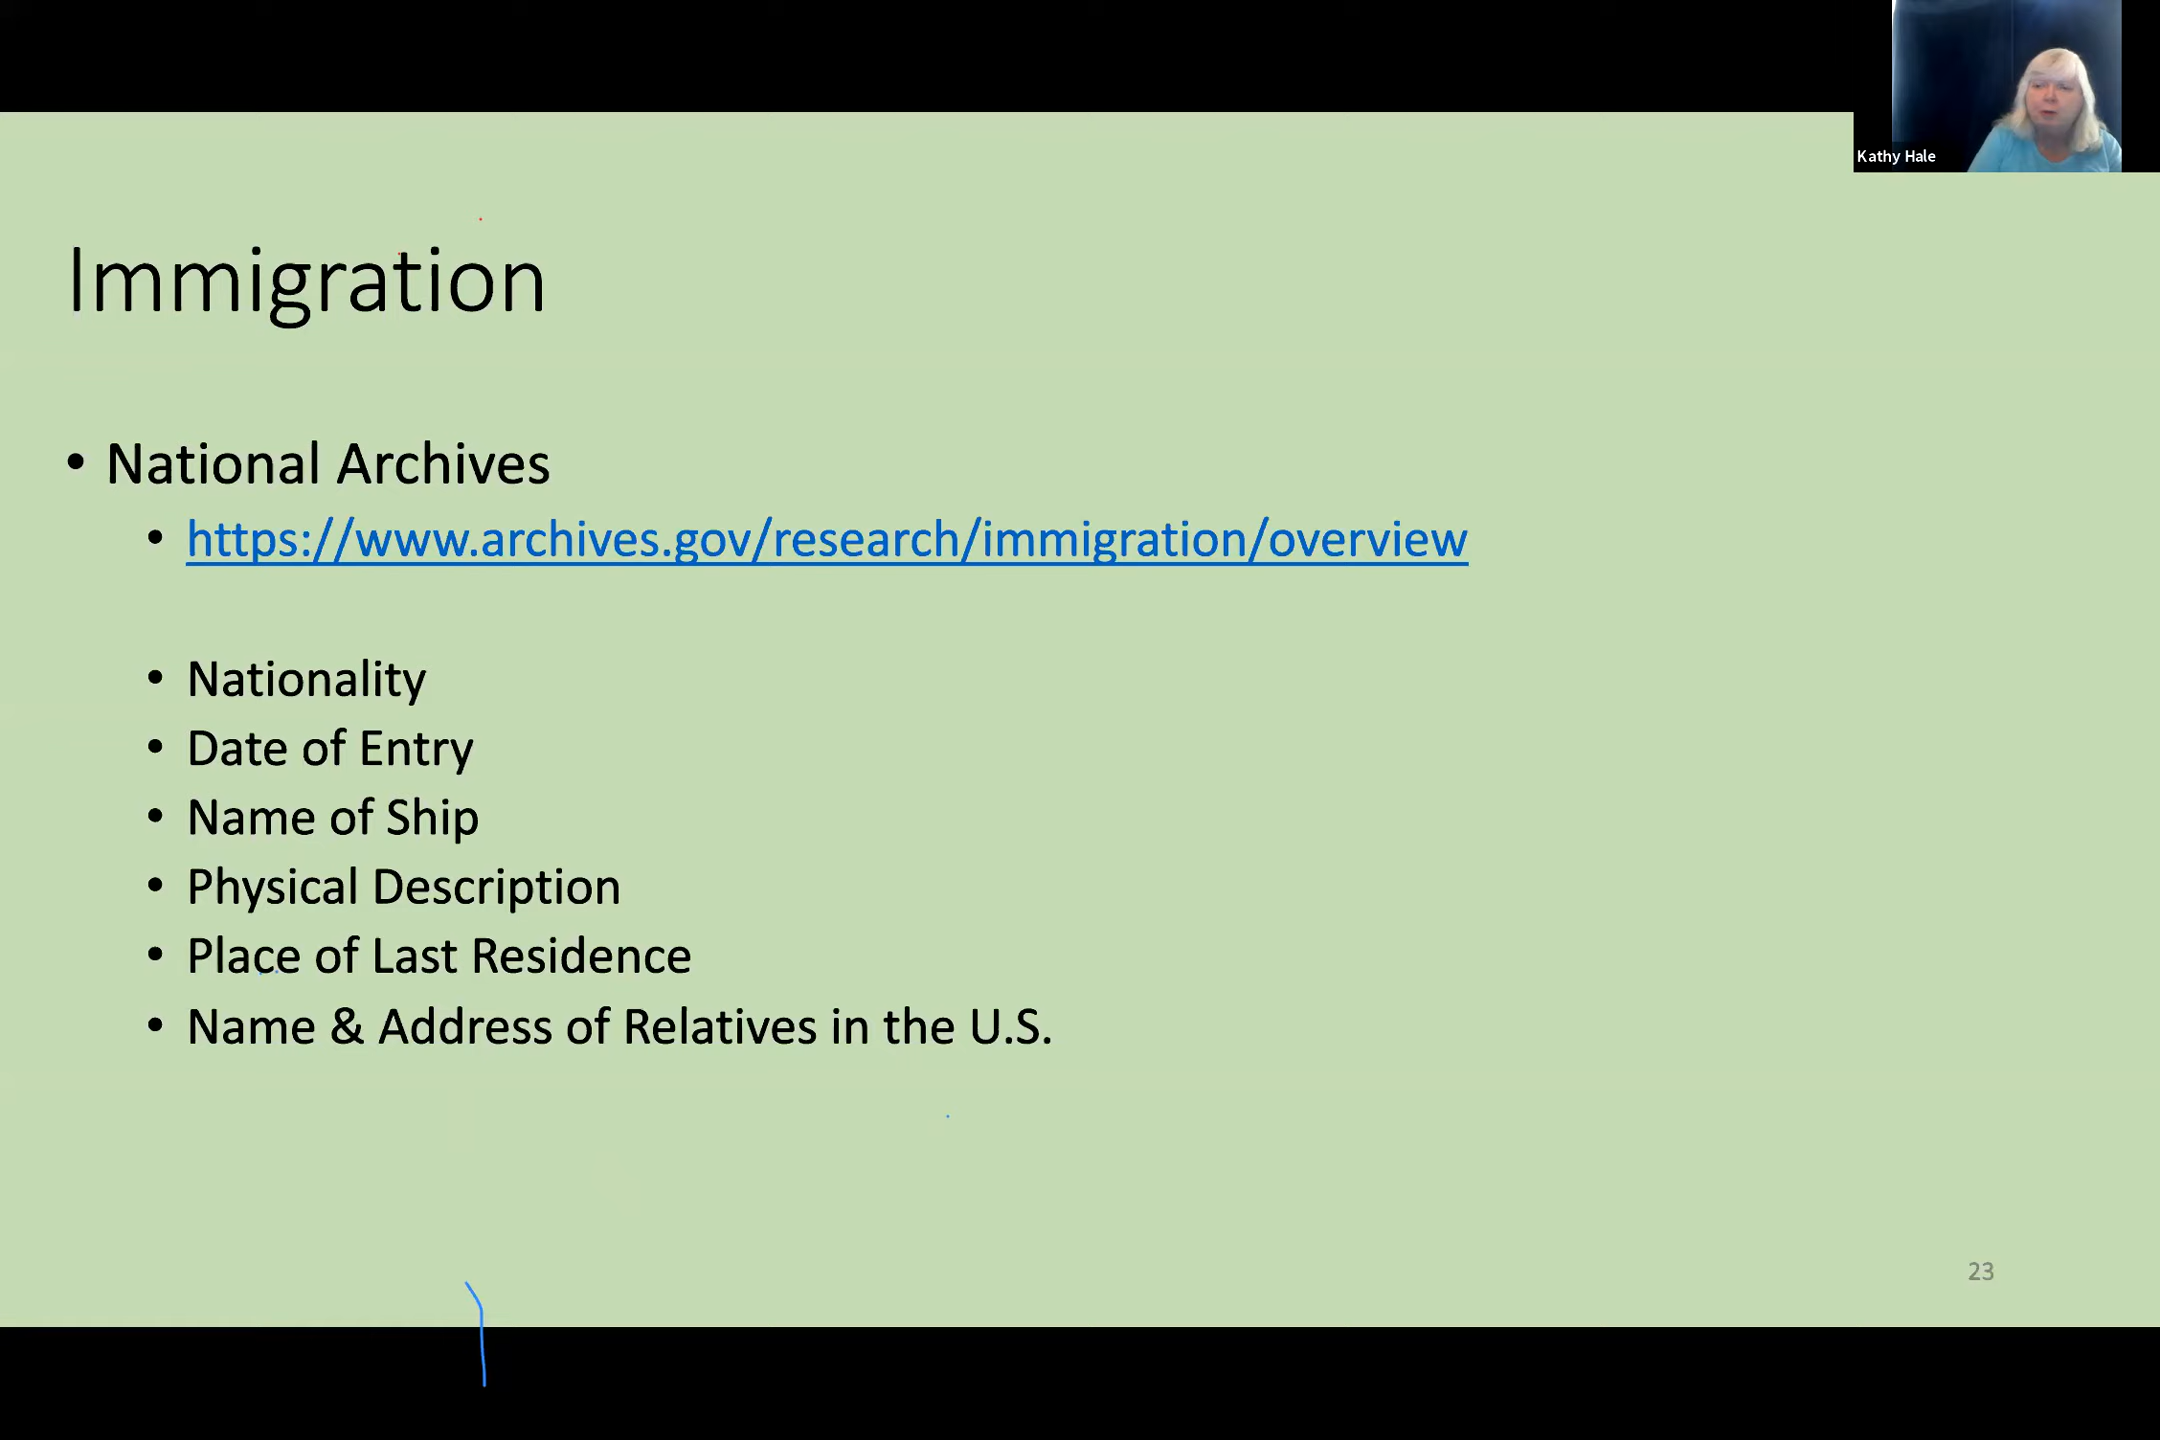 Kathy Hale
Immigration
• National Archives
• https://www.archives.gov/research/immigration/overview
• Nationality
• Date of Entry
• Name of Ship
• Physical Description
• Place of Last Residence
• Name & Address of Relatives in the U.S.
23